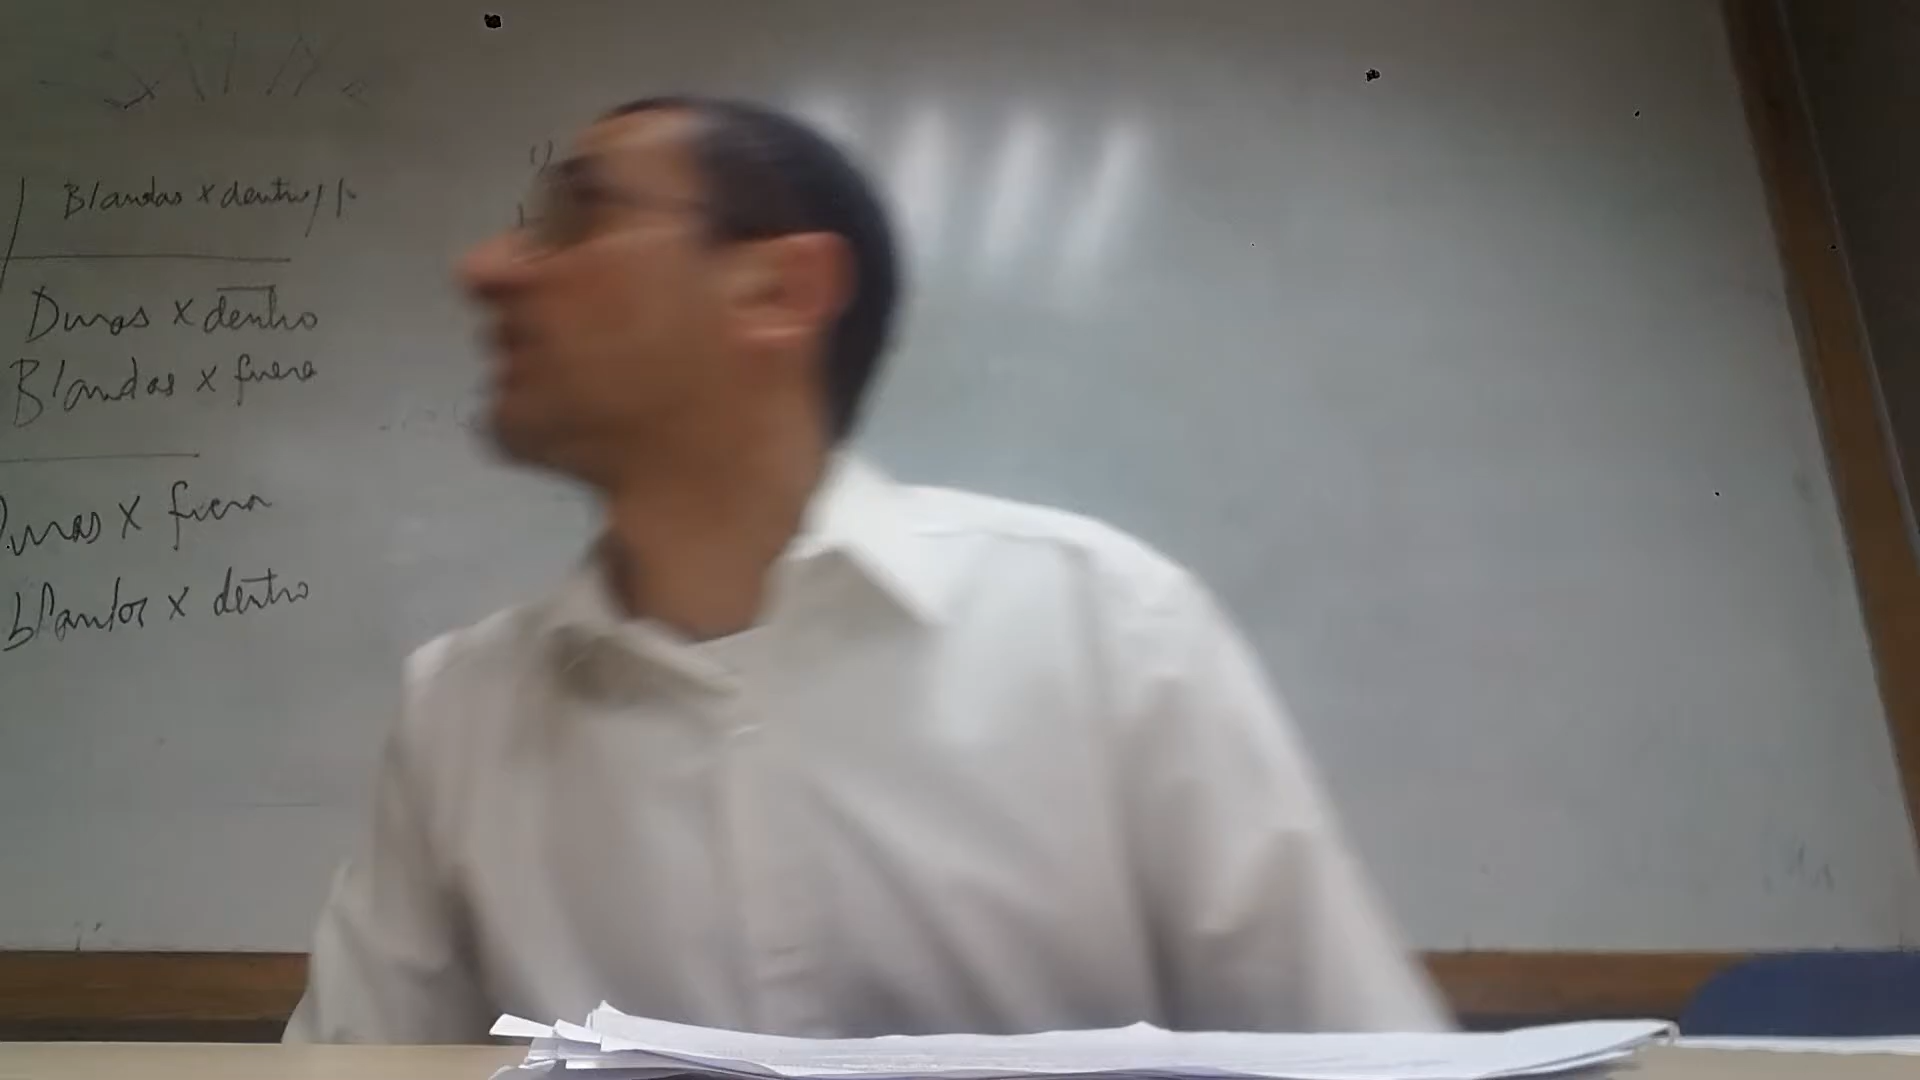 Blandas x dentro
Duras x dentro
Blandas x fuera
Duras x fuera
blandas x dentro